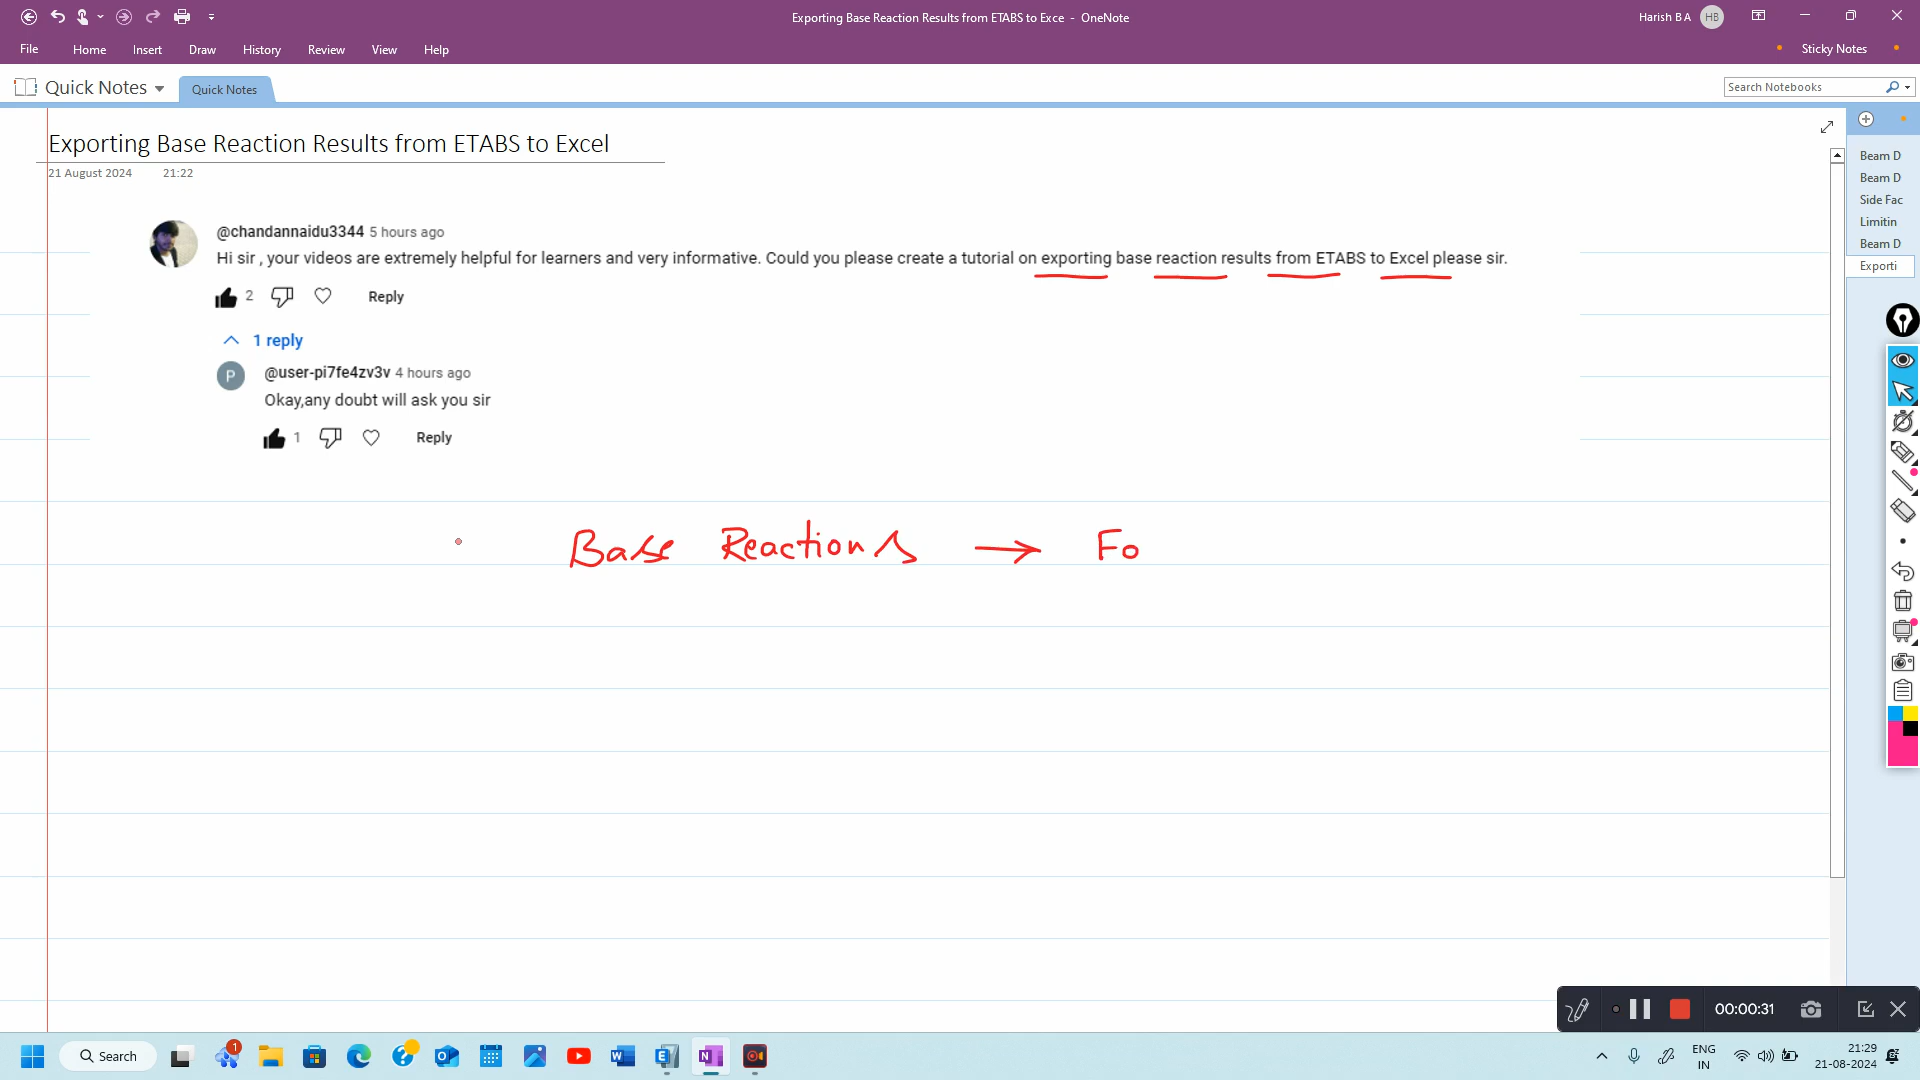 Exporting Base Reaction Results from ETABS to Exce - OneNote
Harish B A HB
File Home Insert Draw History Review View Help
Sticky Notes
Quick Notes Quick Notes
Search Notebooks
Exporting Base Reaction Results from ETABS to Excel
21 August 2024 21:22
Beam D
Beam D
Side Fac
Limitin
Beam D
Exporti
@chandannaidu3344 5 hours ago
Hi sir , your videos are extremely helpful for learners and very informative. Could you please create a tutorial on exporting base reaction results from ETABS to Excel please sir.
2 Reply
1 reply
P @user-pi7fe4zv3v 4 hours ago
Okay,any doubt will ask you sir
1 Reply
Base Reactions → Fo
00:00:31
Search
1
ENG
IN
21:29
21-08-2024